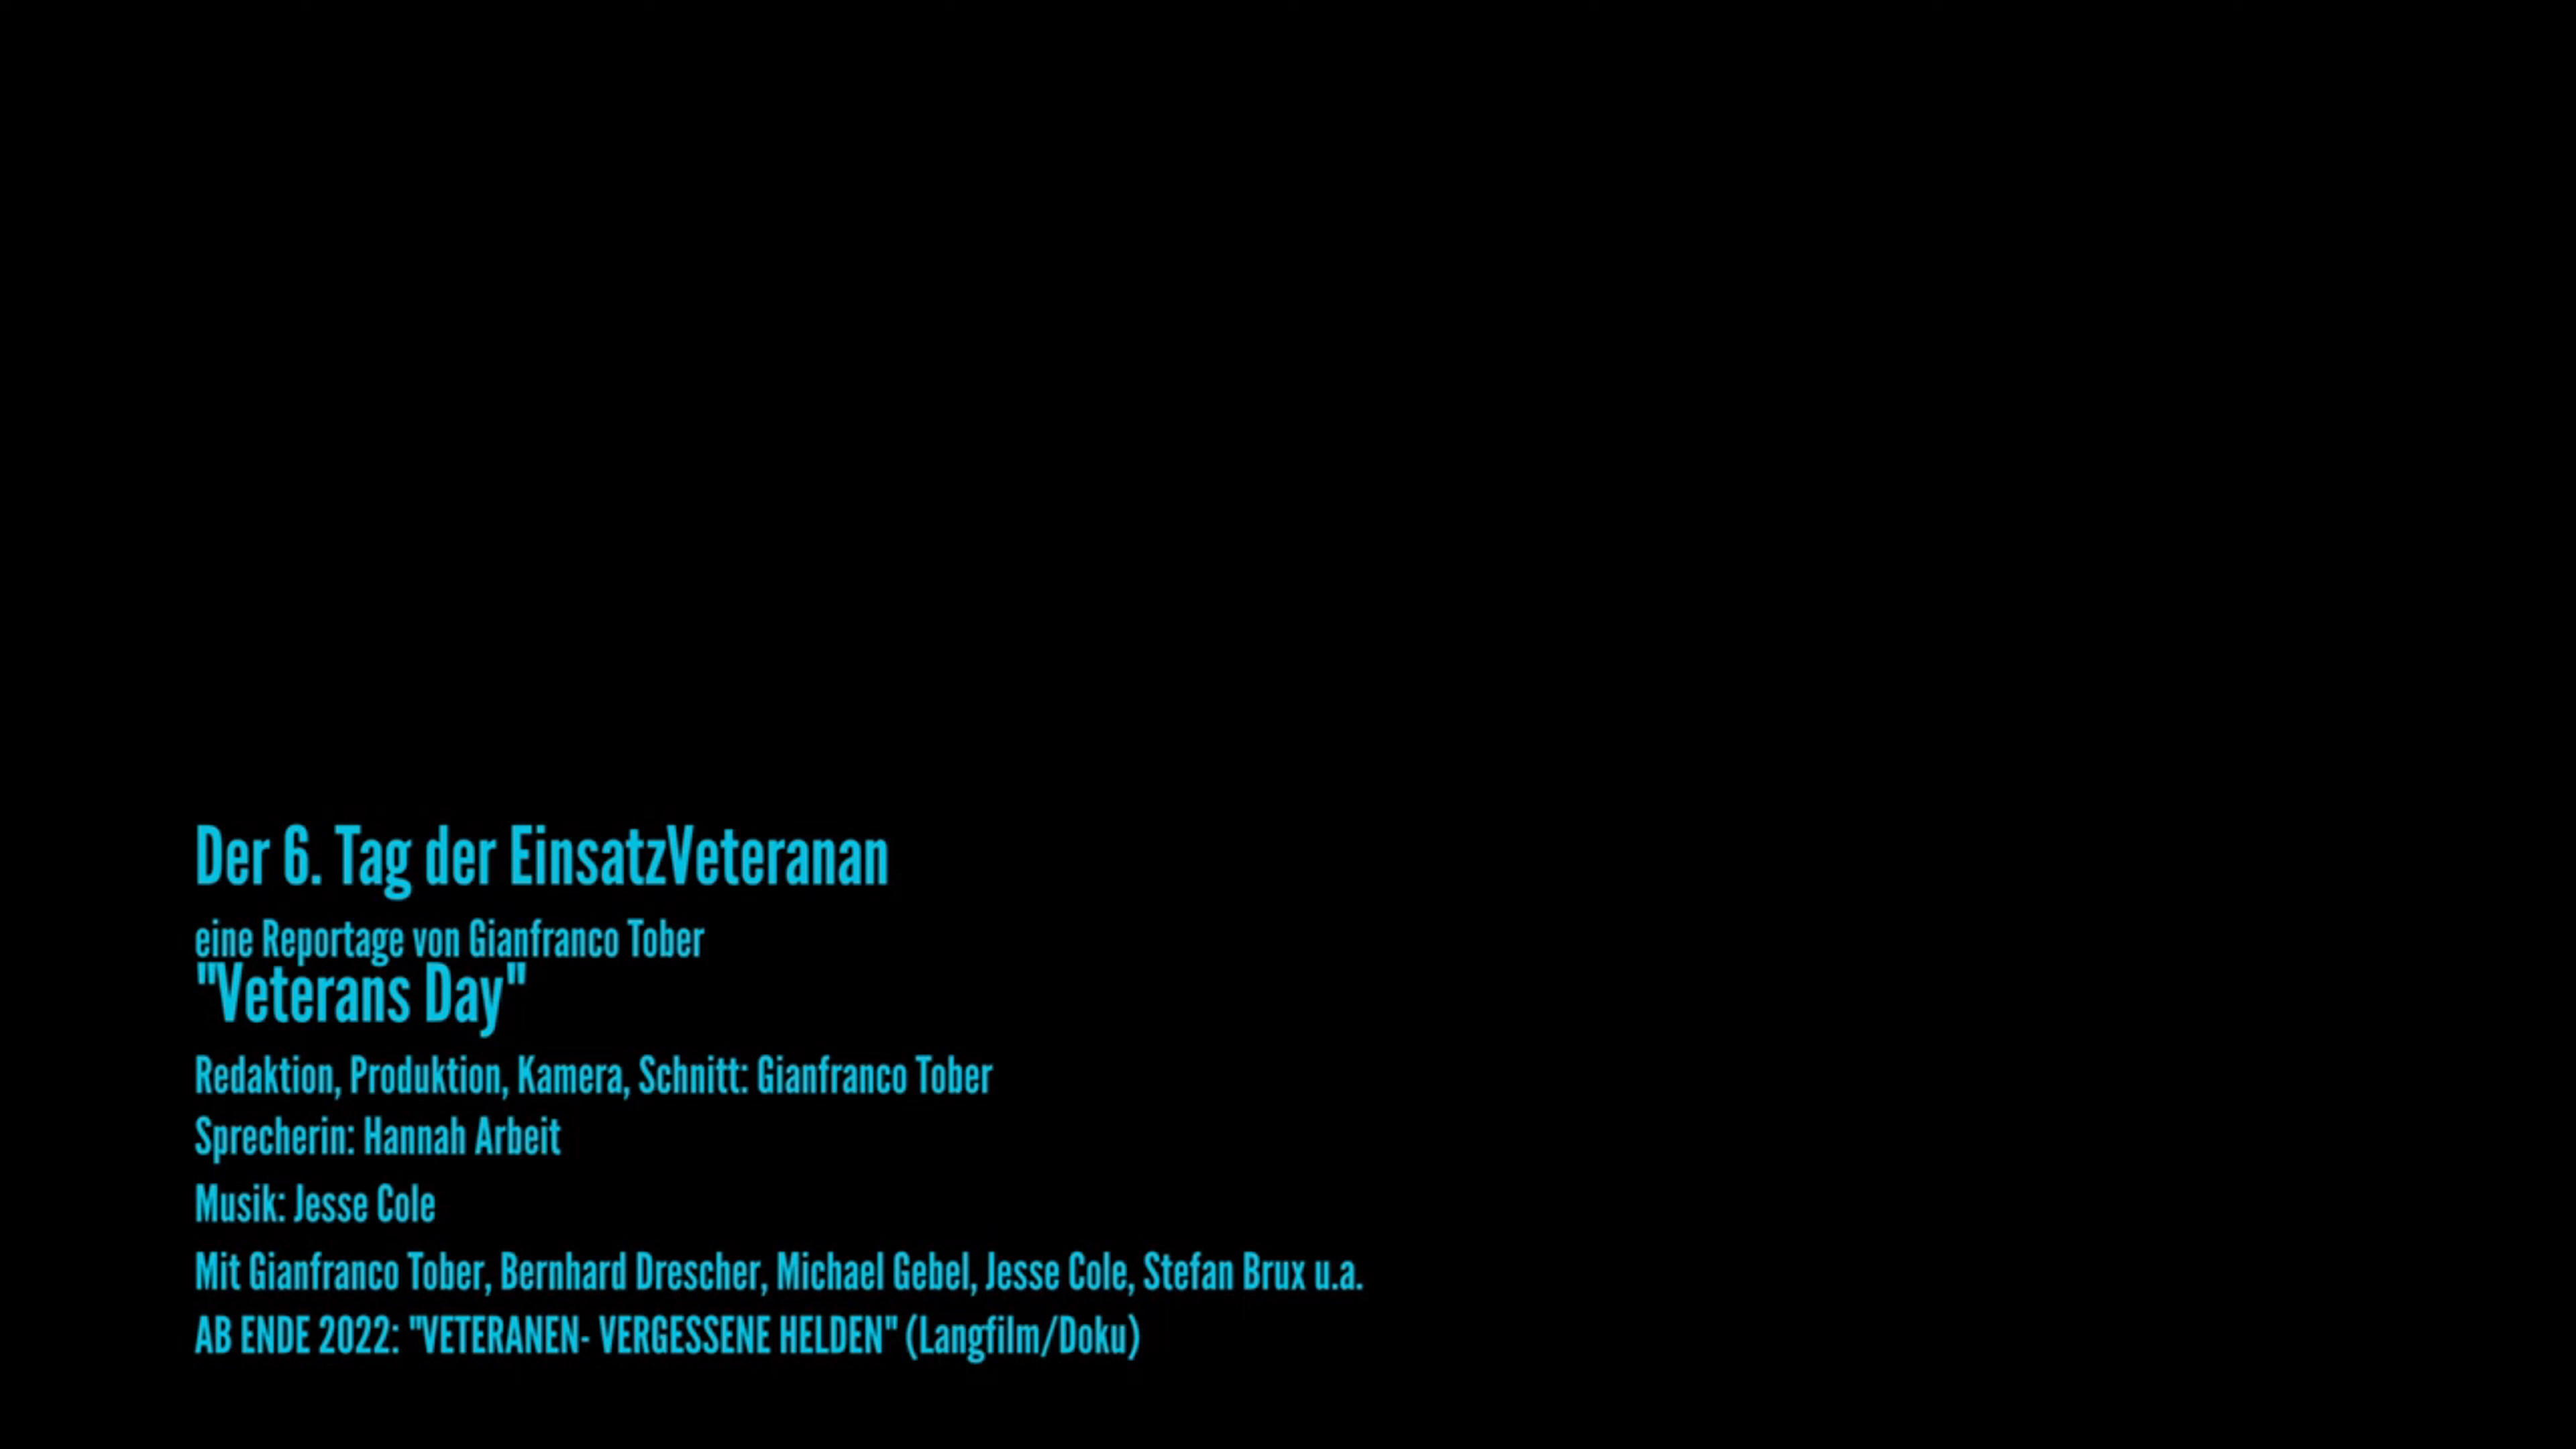 Der 6. Tag der EinsatzVeteranan
eine Reportage von Gianfranco Tober
"Veterans Day"
Redaktion, Produktion, Kamera, Schnitt: Gianfranco Tober
Sprecherin: Hannah Arbeit
Musik: Jesse Cole
Mit Gianfranco Tober, Bernhard Drescher, Michael Gebel, Jesse Cole, Stefan Brux u.a.
AB ENDE 2022: "VETERANEN- VERGESSENE HELDEN" (Langfilm/Doku)